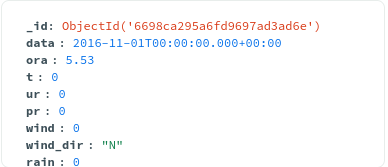 _id: ObjectId('6698ca295a6fd9697ad3ad6e')
data: 2016-11-01T00:00:00.000+00:00
ora: 5.53
t: 0
ur: 0
pr: 0
wind: 0
wind_dir: "N"
rain: 0